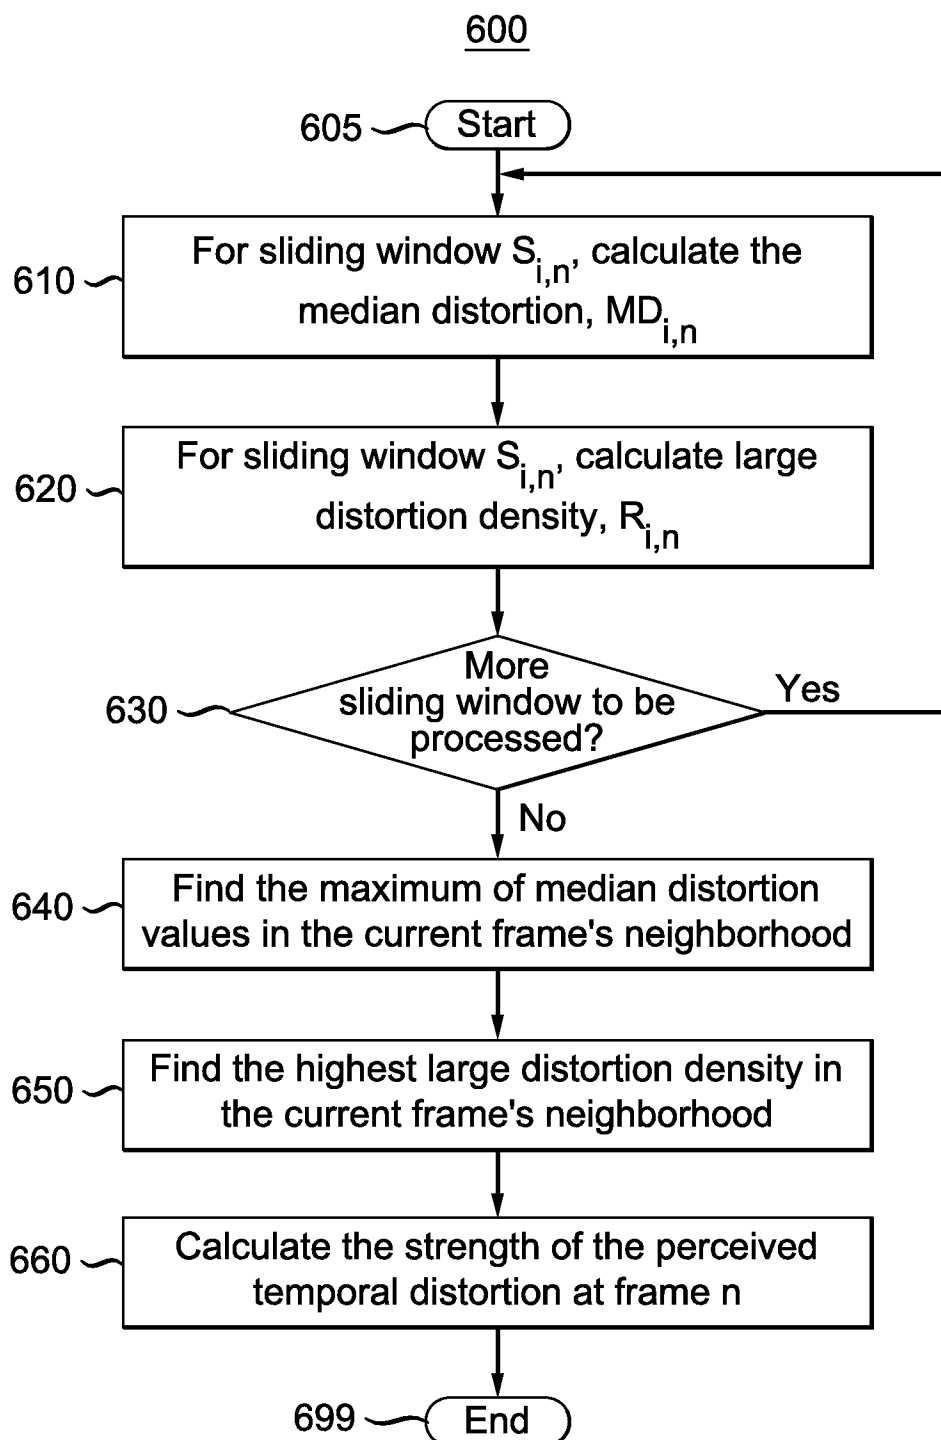 600
605
Start
610
For sliding window S_{i,n}, calculate the
median distortion, MD_{i,n}
620
For sliding window S_{i,n}, calculate large
distortion density, R_{i,n}
630
More
sliding window to be
processed?
Yes
No
640
Find the maximum of median distortion
values in the current frame's neighborhood
650
Find the highest large distortion density in
the current frame's neighborhood
660
Calculate the strength of the perceived
temporal distortion at frame n
699
End